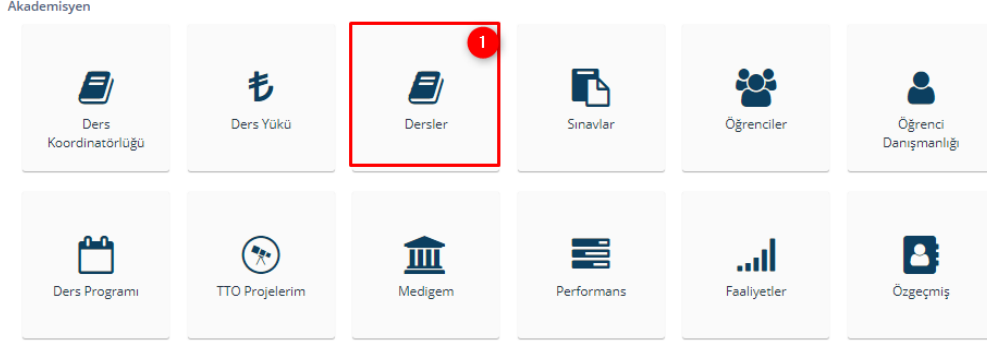 Akademisyen
Ders
Koordinatörlüğü
Ders Yükü
1
Dersler
Sınavlar
Öğrenciler
Öğrenci
Danışmanlığı
Ders Programı
TTO Projelerim
Medigem
Performans
Faaliyetler
Özgeçmiş